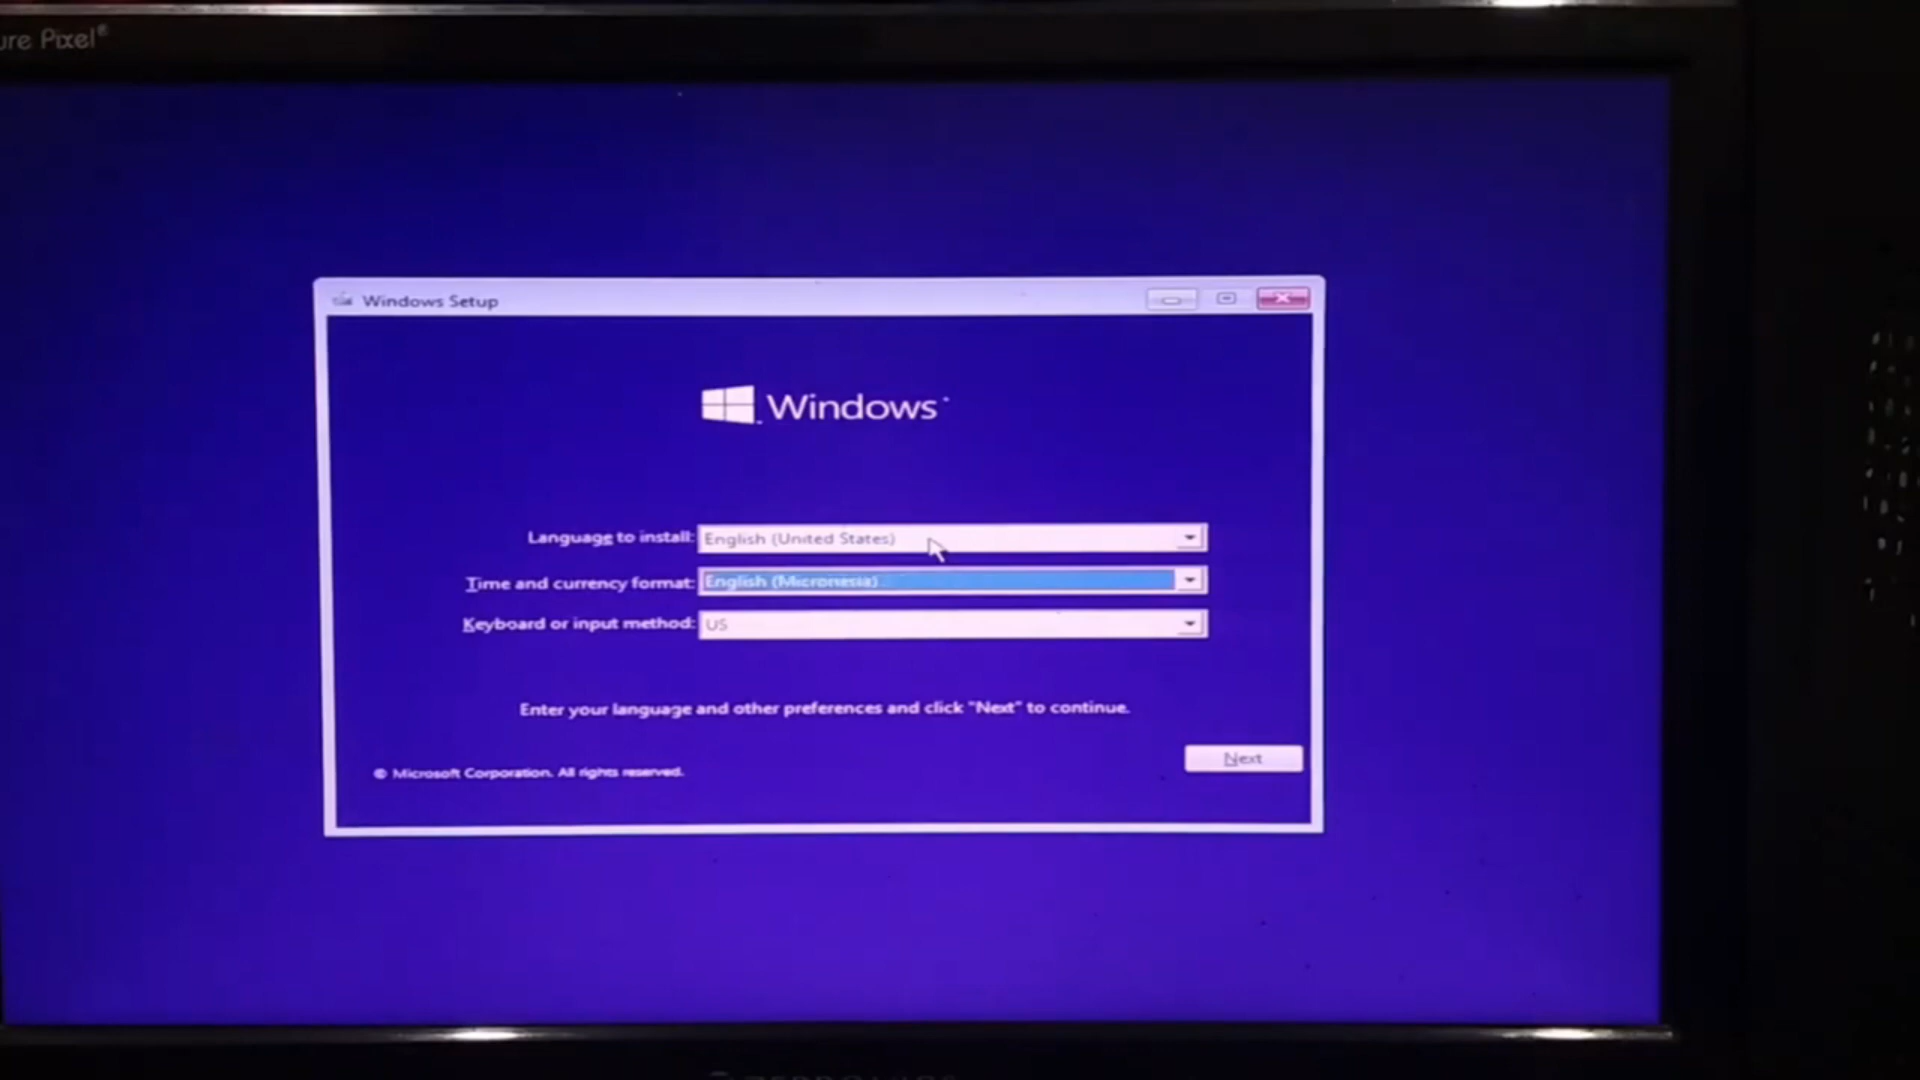 ure Pixel®
Windows Setup
Windows
Language to install: English (United States)
Time and currency format: English (Micronesia)
Keyboard or input method: US
Enter your language and other preferences and click "Next" to continue.
© Microsoft Corporation. All rights reserved.
Next